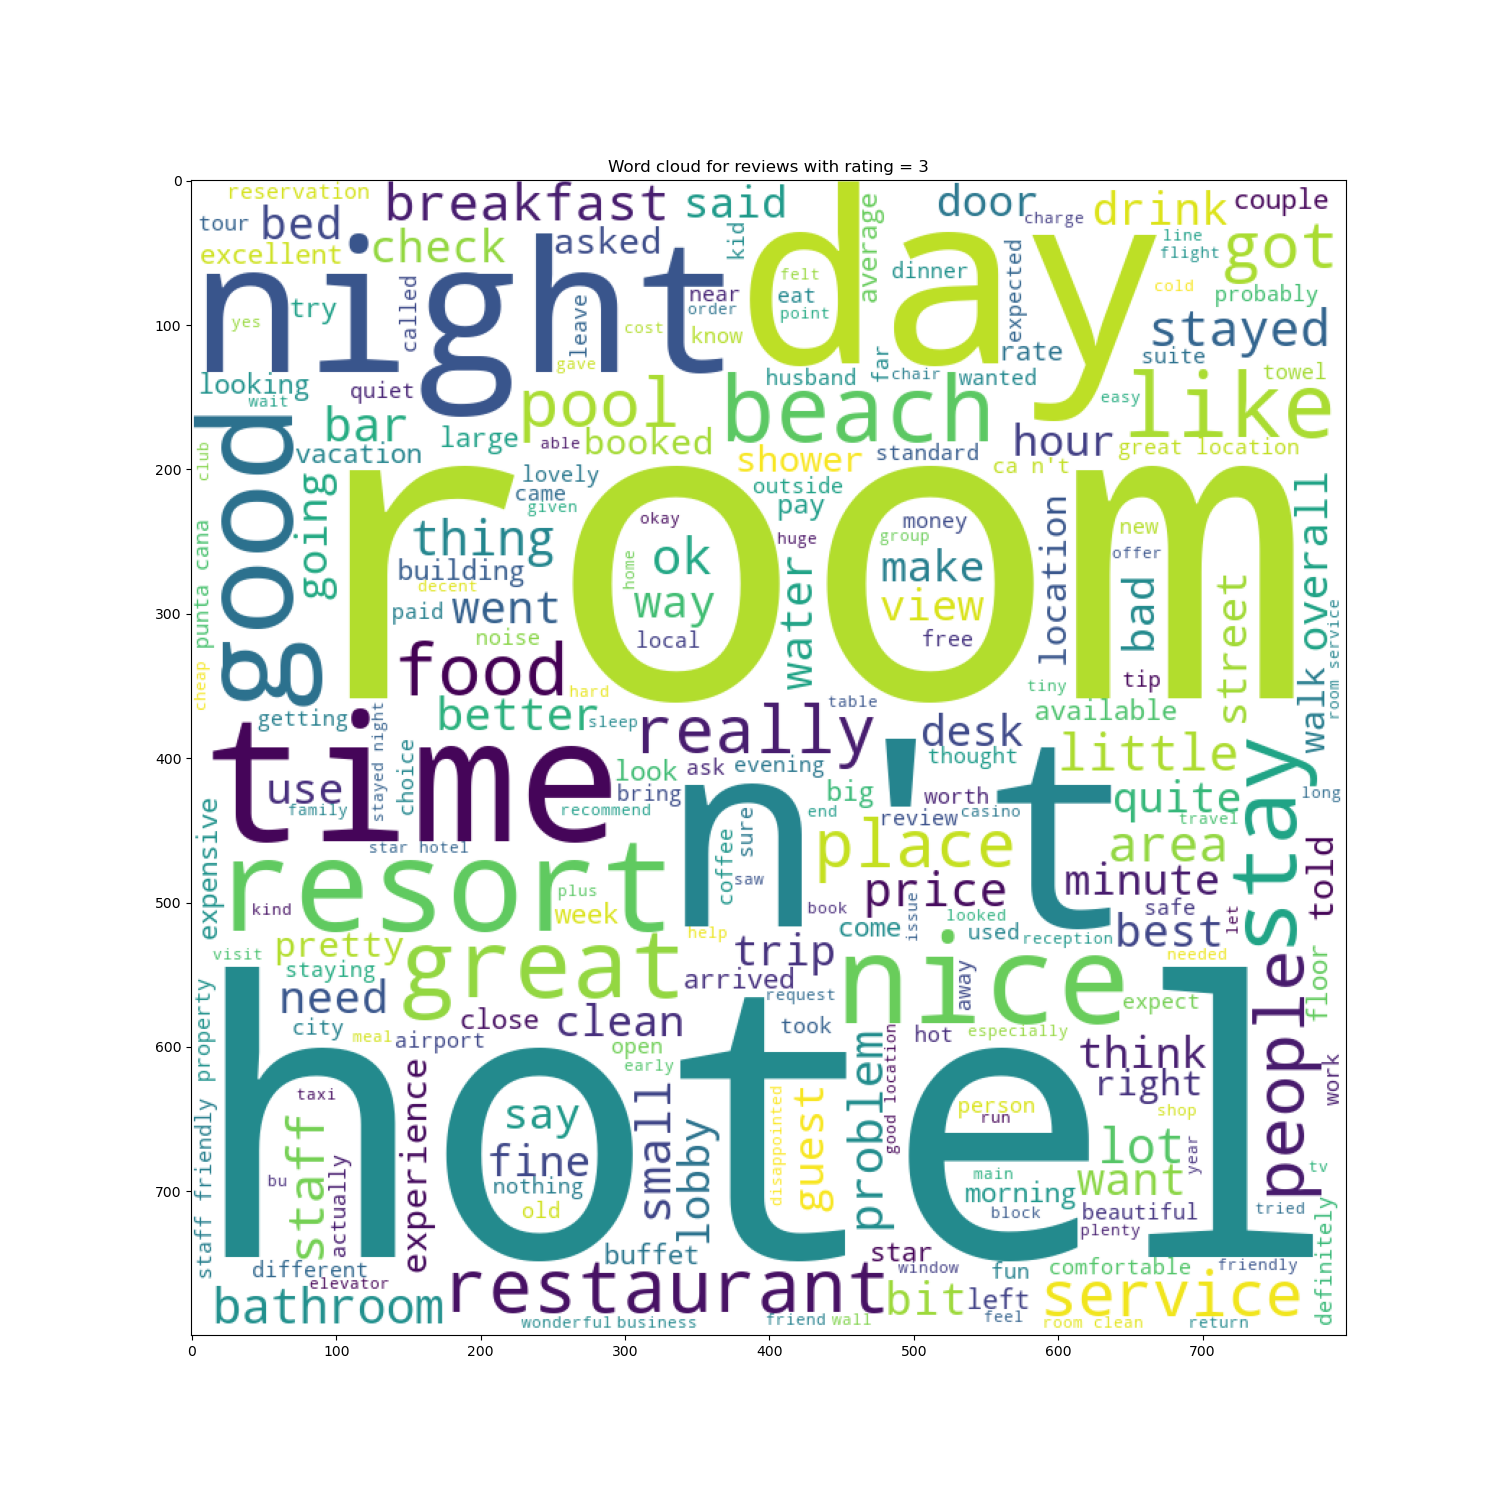 Word cloud for reviews with rating = 3
0
reservation
breakfast
said
door
charge
drink
couple
tour
bed
check
asked
kid
average
line
flight
got
excellent
night
day
felt
dinner
expected
cold
probably
try
called
leave
near
eat
yes
cost
order
point
know
100
stayed
gave
far
rate
suite
looking
wait
quiet
husband
chair
wanted
towel
easy
like
pool
beach
bar
large
able
booked
hour
great location
vacation
shower
standard
ca n't
club
200
good
going
room
lovely
came
given
outside
pay
okay
huge
money
group
new
offer
location
walk overall
punta cana
thing
building
decent
home
ok
way
local
water
make
view
free
bad
street
300
paid
went
noise
food
hard
tiny
tip
room service
cheap
table
getting
stayed night
better
sleep
really
desk
available
time
choice
look
ask
evening
thought
little
400
use
family
bring
recommend
n't
big
end
worth
review
casino
quite
travel
long
stay
expensive
star hotel
coffee
sure
saw
place
area
resort
plus
week
kind
price
minute
told
500
book
issue
looked
safe
let
visit
pretty
great
help
trip
come
used
reception
best
needed
staying
arrived
nice
away
expect
floor
need
request
city
meal
airport
close
clean
took
hot
especially
people
600
hotel
open
early
good location
think
right
work
staff friendly property
taxi
experience
say
small
disappointed
guest
problem
person
run
shop
staff
fine
lobby
lot
year
tv
700
bu
actually
nothing
old
main
morning
block
want
beautiful
plenty
tried
definitely
different
elevator
buffet
star
window
fun
comfortable
friendly
bathroom
restaurant
bit
left
feel
service
wonderful business
friend
wall
room clean
return
0 100 200 300 400 500 600 700